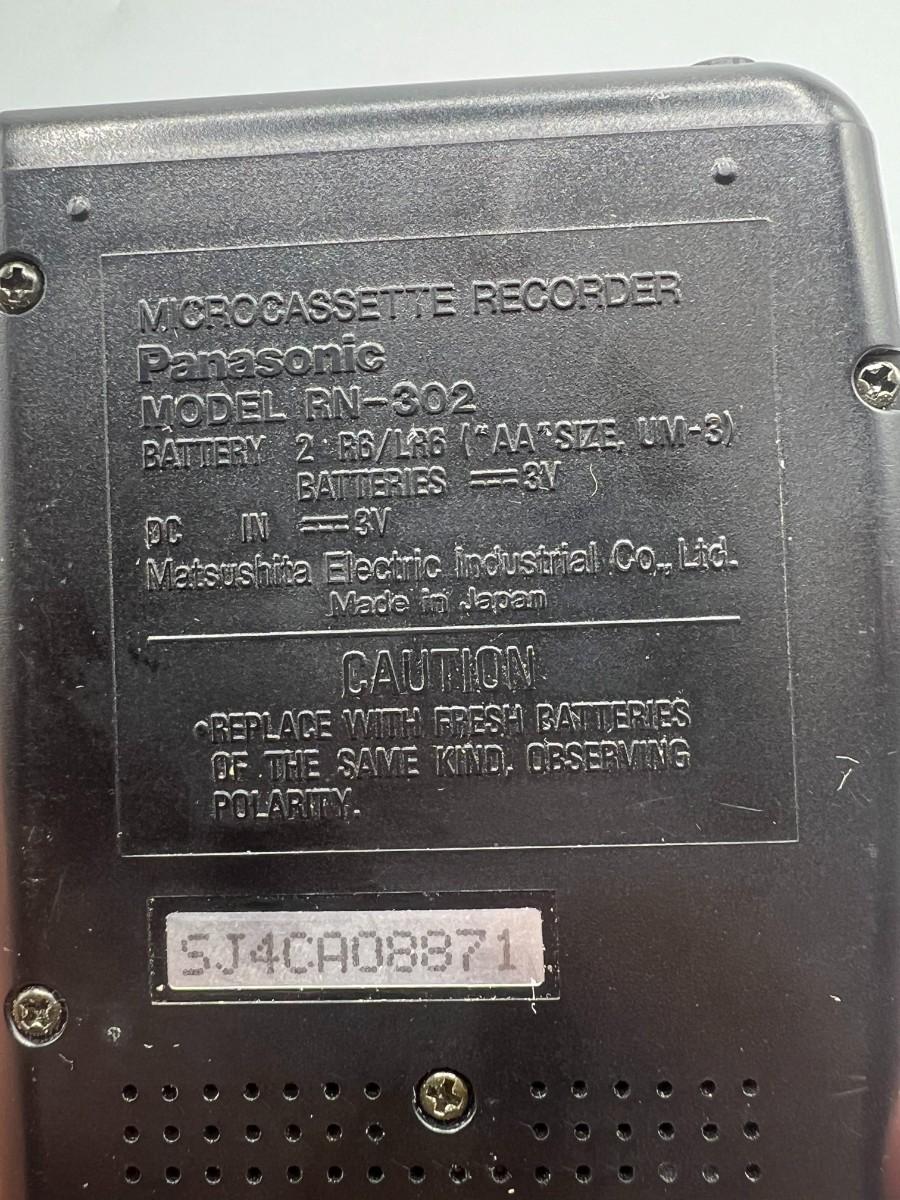 MICROCASSETTE RECORDER
Panasonic
MODEL RN-302
BATTERY 2 R6/LR6 ("AA" SIZE, UM-3)
BATTERIES ⎓3V
DC IN ⎓3V
Matsushita Electric Industrial Co., Ltd.
Made in Japan
CAUTION
•REPLACE WITH FRESH BATTERIES
OF THE SAME KIND, OBSERVING
POLARITY.
SJ4CA08871